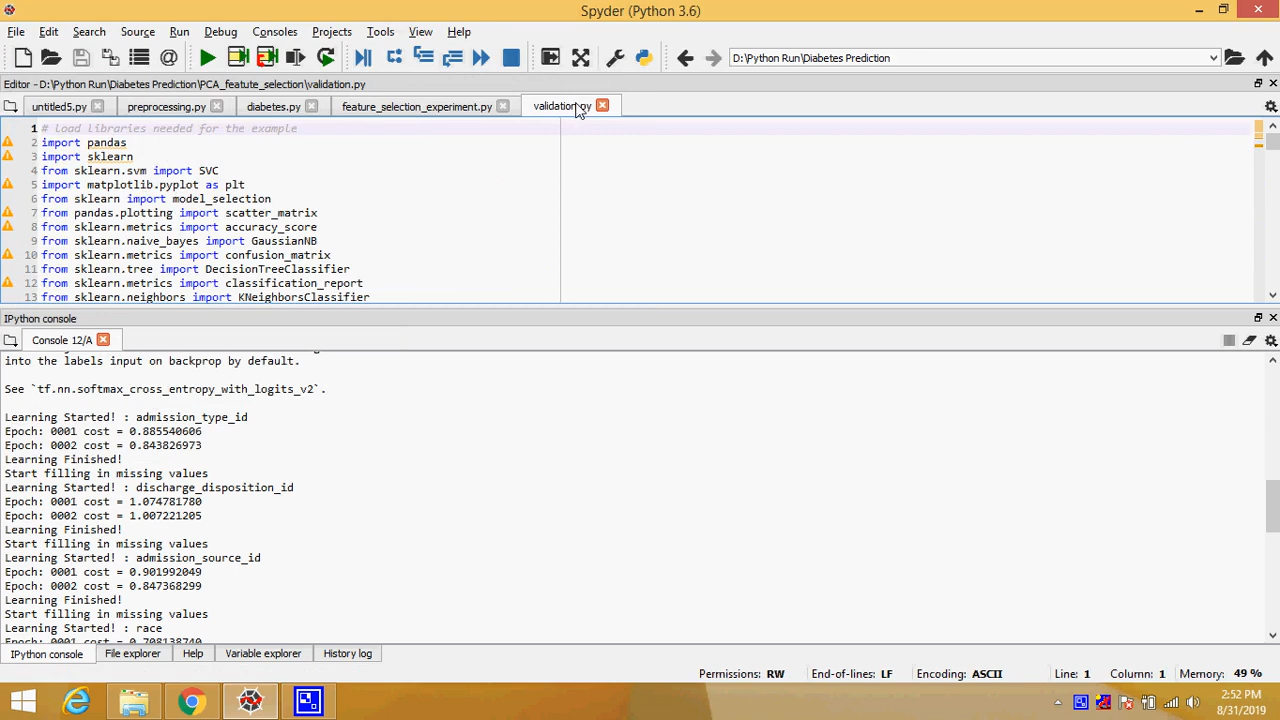 Spyder (Python 3.6)
File Edit Search Source Run Debug Consoles Projects Tools View Help
D:\Python Run\Diabetes Prediction
Editor - D:\Python Run\Diabetes Prediction\PCA_featute_selection\validation.py
untitled5.py preprocessing.py diabetes.py feature_selection_experiment.py validation.py
1 # load libraries needed for the example
2 import pandas
3 import sklearn
4 from sklearn.svm import SVC
5 import matplotlib.pyplot as plt
6 from sklearn import model_selection
7 from pandas.plotting import scatter_matrix
8 from sklearn.metrics import accuracy_score
9 from sklearn.naive_bayes import GaussianNB
10 from sklearn.metrics import confusion_matrix
11 from sklearn.tree import DecisionTreeClassifier
12 from sklearn.metrics import classification_report
13 from sklearn.neighbors import KNeighborsClassifier
IPython console
Console 12/A
into the labels input on backprop by default.
See `tf.nn.softmax_cross_entropy_with_logits_v2`.
Learning Started! : admission_type_id
Epoch: 0001 cost = 0.885540606
Epoch: 0002 cost = 0.843826973
Learning Finished!
Start filling in missing values
Learning Started! : discharge_disposition_id
Epoch: 0001 cost = 1.074781780
Epoch: 0002 cost = 1.007221205
Learning Finished!
Start filling in missing values
Learning Started! : admission_source_id
Epoch: 0001 cost = 0.901992049
Epoch: 0002 cost = 0.847368299
Learning Finished!
Start filling in missing values
Learning Started! : race
Epoch: 0001 cost = 0.708138740
IPython console File explorer Help Variable explorer History log
Permissions: RW End-of-lines: LF Encoding: ASCII Line: 1 Column: 1 Memory: 49 %
2:52 PM
8/31/2019